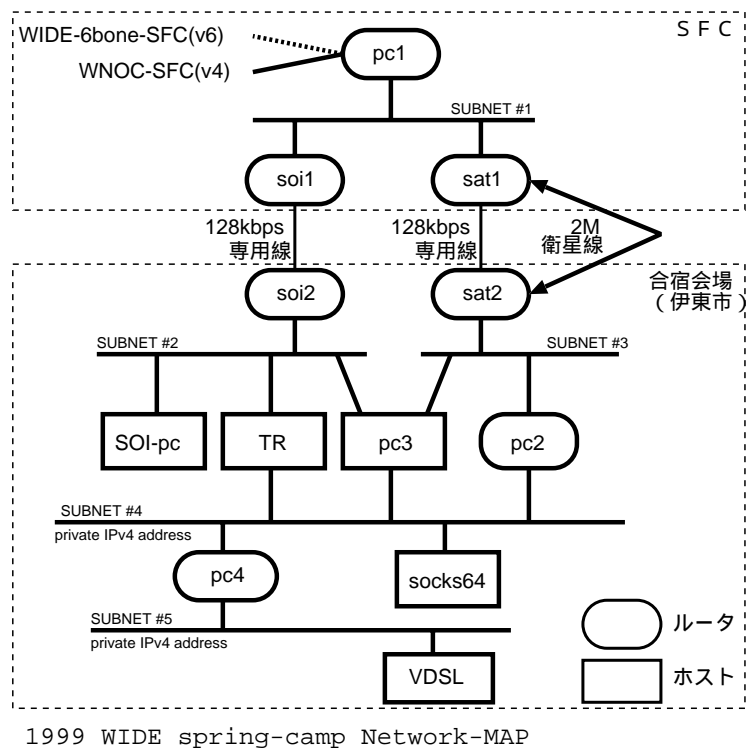 WIDE-6bone-SFC(v6)
ＳＦＣ
pc1
WNOC-SFC(v4)
SUBNET #1
soi1
sat1
128kbps
専用線
128kbps
専用線
2M
衛星線
soi2
sat2
合宿会場
（伊東市）
SUBNET #2
SUBNET #3
SOI-pc
TR
pc3
pc2
SUBNET #4
private IPv4 address
pc4
socks64
SUBNET #5
private IPv4 address
VDSL
ルータ
ホスト
1999 WIDE spring-camp Network-MAP